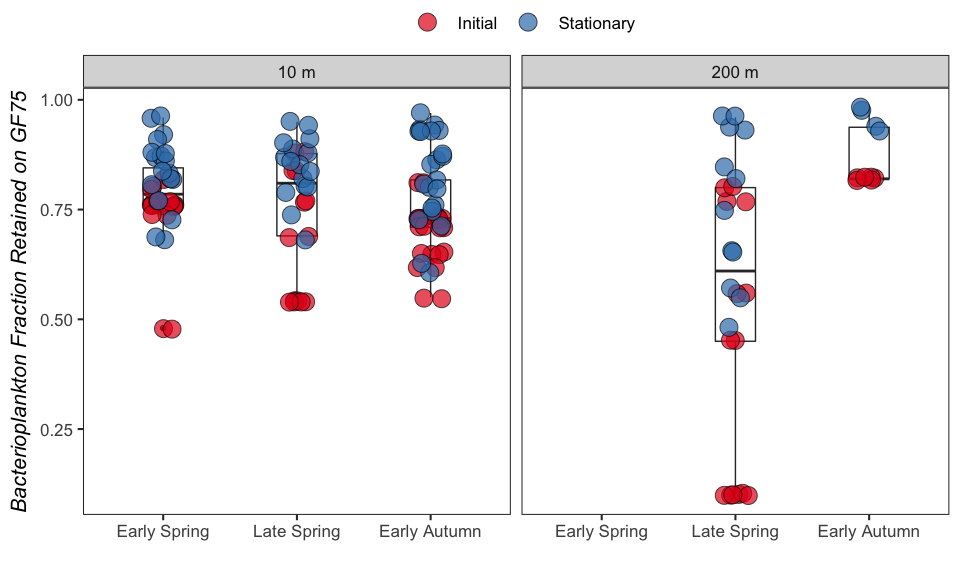 Initial
Stationary
10 m
200 m
Bacterioplankton Fraction Retained on GF75
1.00
0.75
0.50
0.25
Early Spring
Late Spring
Early Autumn
Early Spring
Late Spring
Early Autumn